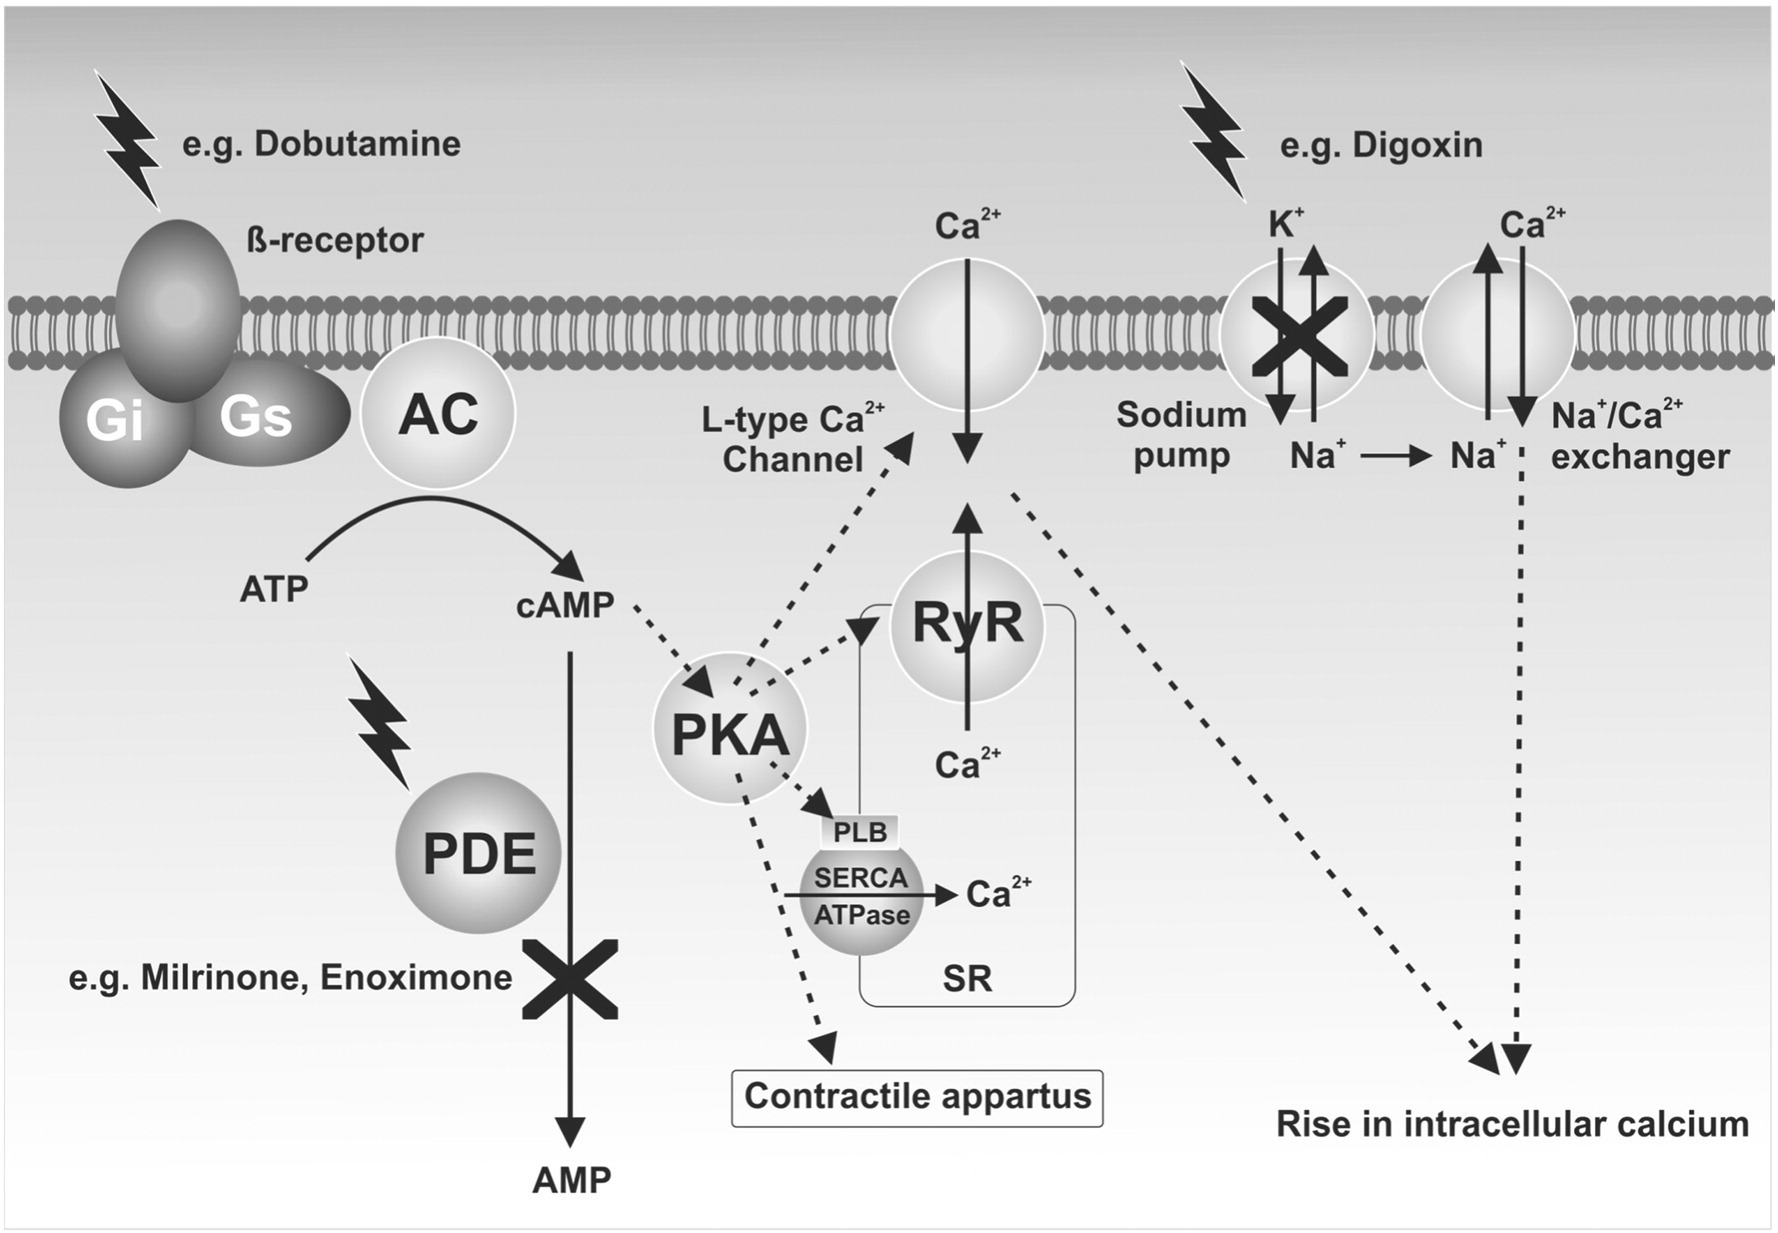 e.g. Dobutamine
ß-receptor
Gi
Gs
AC
ATP
cAMP
PDE
e.g. Milrinone, Enoximone
AMP
PKA
Ca²⁺
L-type Ca²⁺
Channel
RyR
Ca²⁺
PLB
SERCA
ATPase
Ca²⁺
SR
Contractile appartus
e.g. Digoxin
K⁺
Ca²⁺
Sodium
pump
Na⁺
Na⁺
Na⁺/Ca²⁺
exchanger
Rise in intracellular calcium